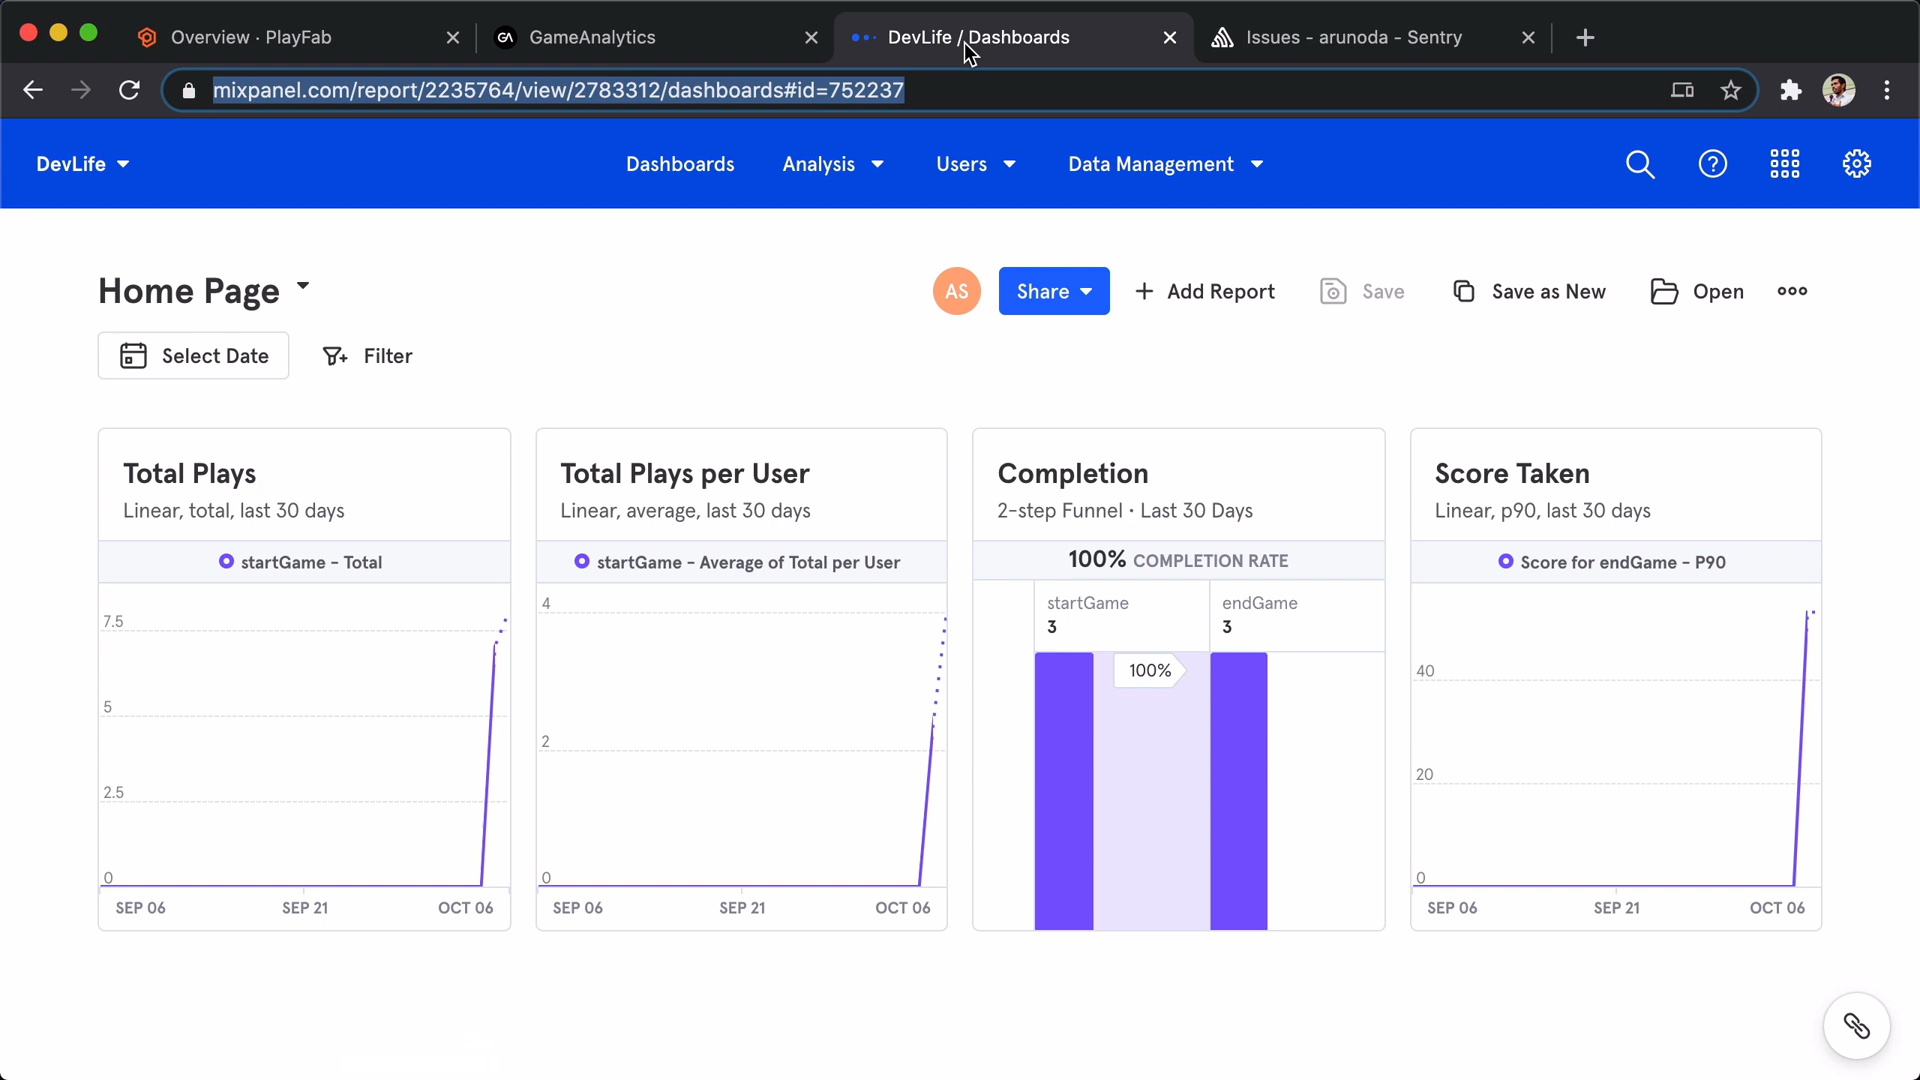 Overview · PlayFab
GA
GameAnalytics
DevLife / Dashboards
Issues - arunoda - Sentry
mixpanel.com/report/2235764/view/2783312/dashboards#id=752237
DevLife
Dashboards
Analysis
Users
Data Management
Home Page
AS
Share
Add Report
Save
Save as New
Open
Select Date
Filter
Total Plays
Linear, total, last 30 days
startGame - Total
7.5
5
2.5
0
SEP 06
SEP 21
OCT 06
Total Plays per User
Linear, average, last 30 days
startGame - Average of Total per User
4
2
0
SEP 06
SEP 21
OCT 06
Completion
2-step Funnel · Last 30 Days
100% COMPLETION RATE
startGame
3
endGame
3
100%
Score Taken
Linear, p90, last 30 days
Score for endGame - P90
40
20
0
SEP 06
SEP 21
OCT 06